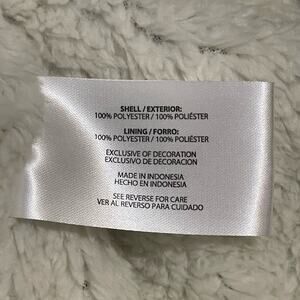 SHELL / EXTERIOR:
100% POLYESTER / 100% POLIÉSTER
LINING / FORRO:
100% POLYESTER / 100% POLIÉSTER
EXCLUSIVE OF DECORATION
EXCLUSIVO DE DECORACION
MADE IN INDONESIA
HECHO EN INDONESIA
SEE REVERSE FOR CARE
VER AL REVERSO PARA CUIDADO